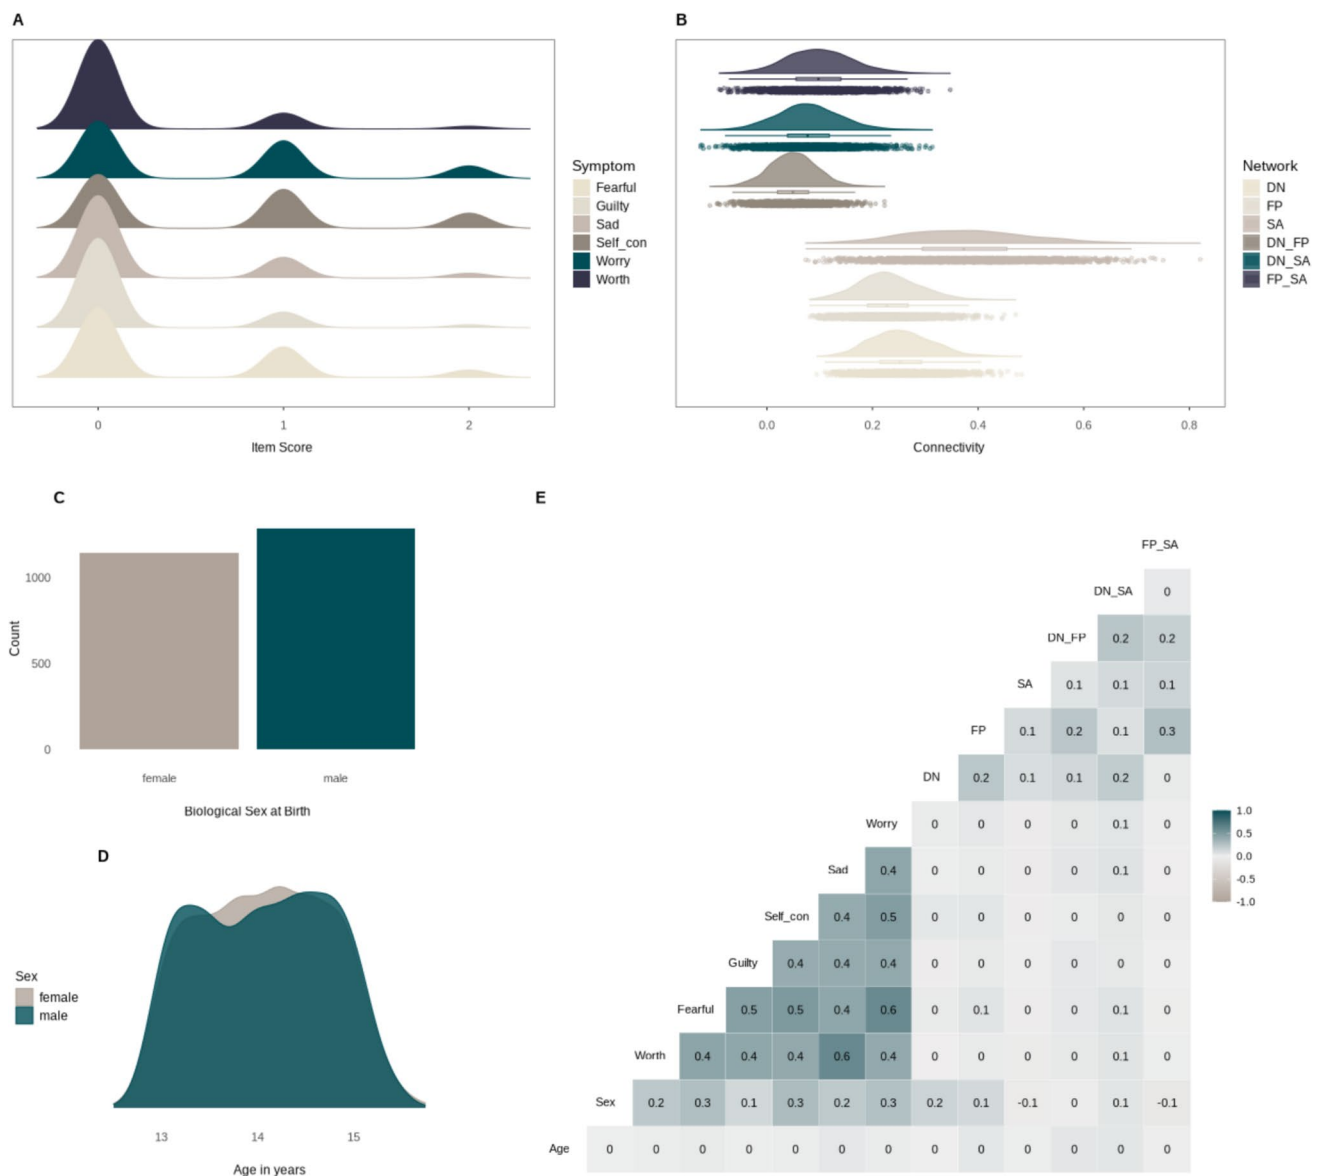 A
B
Symptom
Fearful
Guilty
Sad
Self_con
Worry
Worth
0 1 2
Item Score
Network
DN
FP
SA
DN_FP
DN_SA
FP_SA
0.0 0.2 0.4 0.6 0.8
Connectivity
C
1000
500
0
Count
female male
Biological Sex at Birth
D
Sex
female
male
13 14 15
Age in years
E
FP_SA
DN_SA 0
DN_FP 0.2 0.2
SA 0.1 0.1 0.1
FP 0.1 0.2 0.1 0.3
DN 0.2 0.1 0.1 0.2 0
Worry 0 0 0 0 0.1 0
Sad 0.4 0 0 0 0 0.1 0
Self_con 0.4 0.5 0 0 0 0 0 0
Guilty 0.4 0.4 0.4 0 0 0 0 0 0
Fearful 0.5 0.5 0.4 0.6 0 0.1 0 0 0.1 0
Worth 0.4 0.4 0.4 0.6 0.4 0 0 0 0 0.1 0
Sex 0.2 0.3 0.1 0.3 0.2 0.3 0.2 0.1 -0.1 0 0.1 -0.1
Age 0 0 0 0 0 0 0 0 0 0 0 0 0
1.0
0.5
0.0
-0.5
-1.0